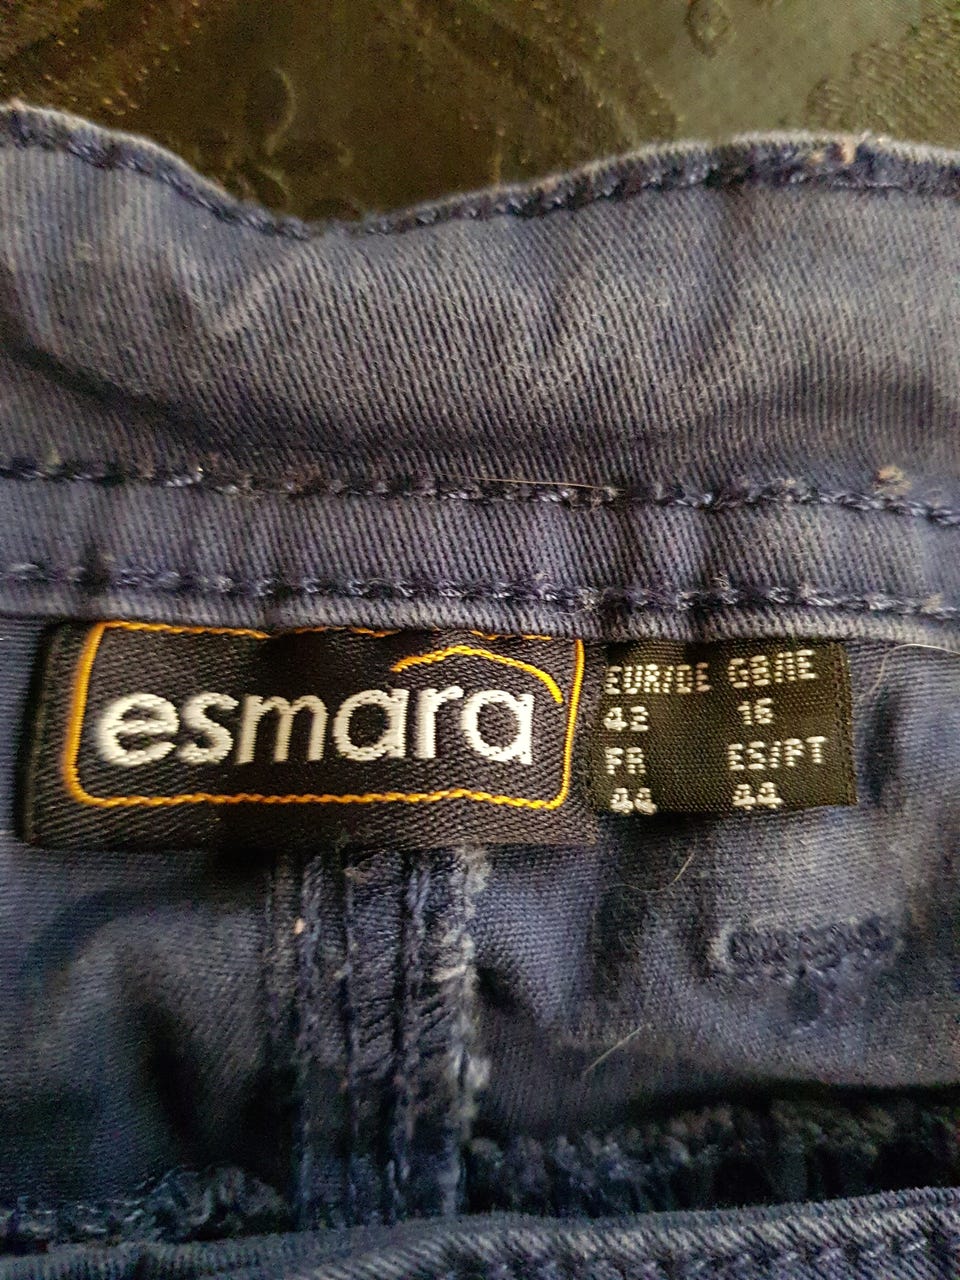 esmara
EUR/DE GB/IE
42 16
FR ES/PT
44 44